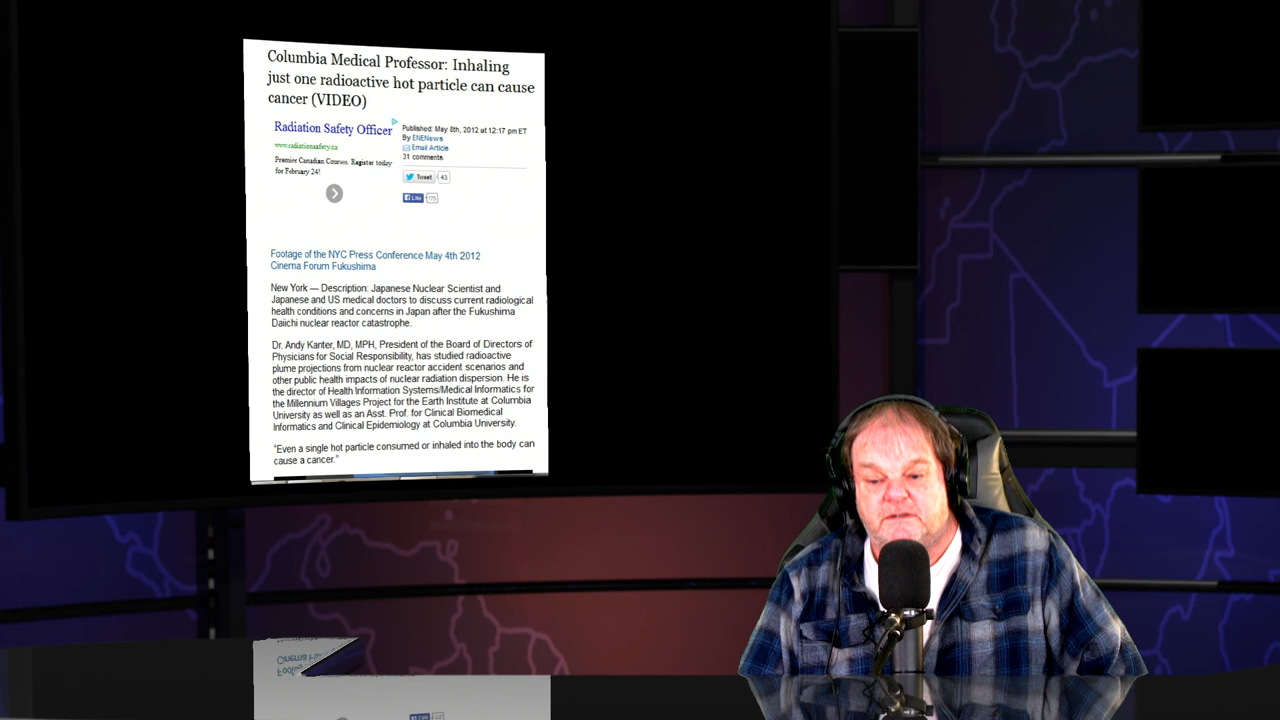 Columbia Medical Professor: Inhaling
just one radioactive hot particle can cause
cancer (VIDEO)
Radiation Safety Officer
www.radiationsafety.ca
Premier Canadian Courses. Register today
for February 24!
Published: May 8th, 2012 at 12:17 pm ET
By ENENews
Email Article
31 comments
Tweet 43
Like 175
Footage of the NYC Press Conference May 4th 2012
Cinema Forum Fukushima
New York — Description: Japanese Nuclear Scientist and
Japanese and US medical doctors to discuss current radiological
health conditions and concerns in Japan after the Fukushima
Daiichi nuclear reactor catastrophe.
Dr. Andy Kanter, MD, MPH, President of the Board of Directors of
Physicians for Social Responsibility, has studied radioactive
plume projections from nuclear reactor accident scenarios and
other public health impacts of nuclear radiation dispersion. He is
the director of Health Information Systems/Medical Informatics for
the Millennium Villages Project for the Earth Institute at Columbia
University as well as an Asst. Prof. for Clinical Biomedical
Informatics and Clinical Epidemiology at Columbia University.
“Even a single hot particle consumed or inhaled into the body can
cause a cancer.”